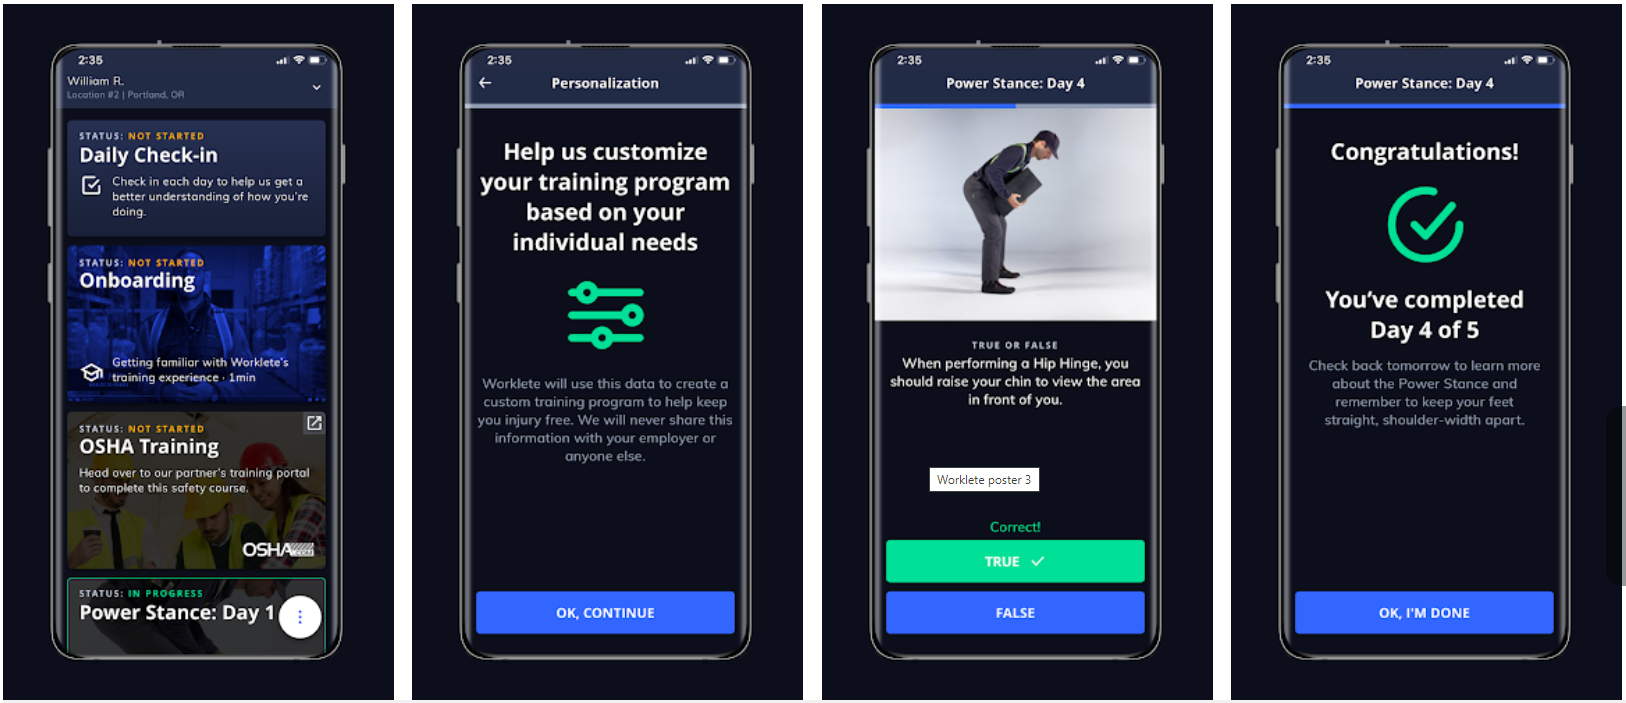 2:35
William R.
Location #2 | Portland, OR
STATUS: NOT STARTED
Daily Check-in
Check in each day to help us get a
better understanding of how you're
doing.
STATUS: NOT STARTED
Onboarding
Getting familiar with Worklete's
training experience · 1min
STATUS: NOT STARTED
OSHA Training
Head over to our partner's training portal
to complete this safety course.
OSHA
STATUS: IN PROGRESS
Power Stance: Day 1
2:35
Personalization
Help us customize
your training program
based on your
individual needs
Worklete will use this data to create a
custom training program to help keep
you injury free. We will never share this
information with your employer or
anyone else.
OK, CONTINUE
2:35
Power Stance: Day 4
TRUE OR FALSE
When performing a Hip Hinge, you
should raise your chin to view the area
in front of you.
Worklete poster 3
Correct!
TRUE
FALSE
2:35
Power Stance: Day 4
Congratulations!
You've completed
Day 4 of 5
Check back tomorrow to learn more
about the Power Stance and
remember to keep your feet
straight, shoulder-width apart.
OK, I'M DONE